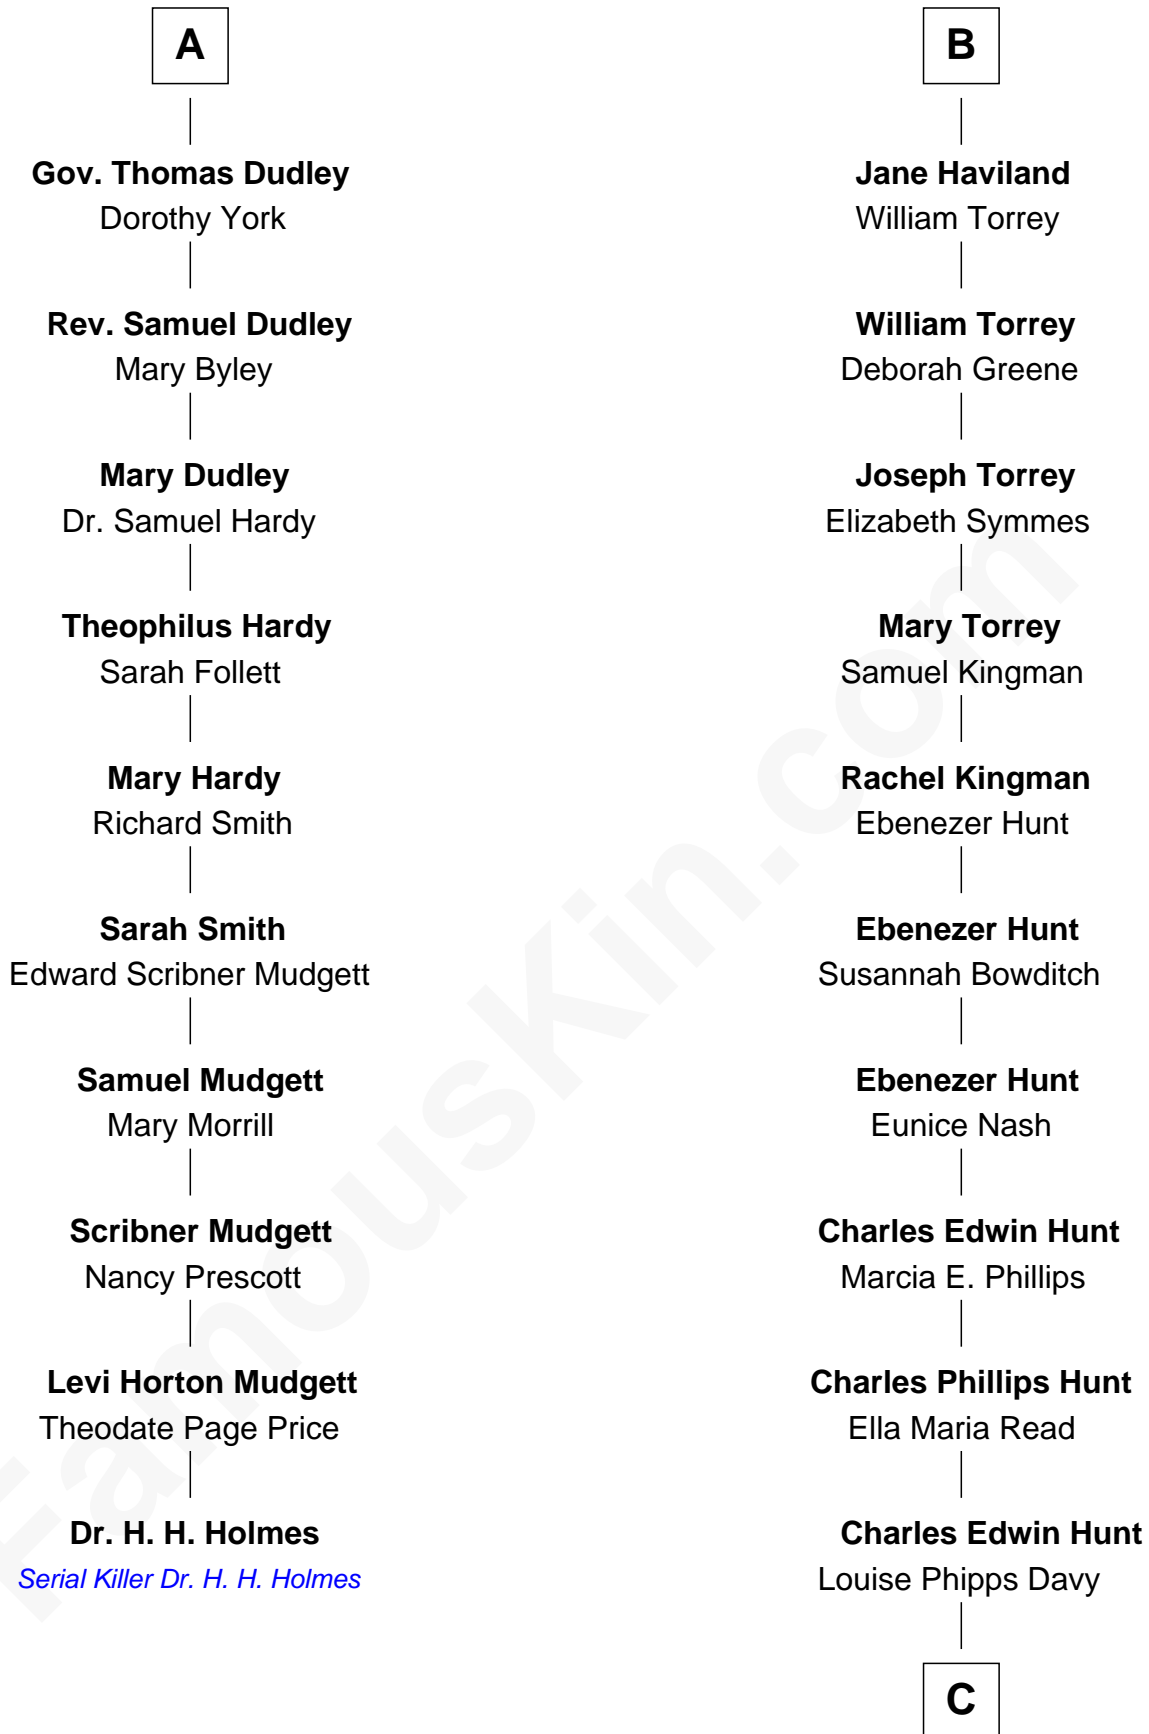 A
Gov. Thomas Dudley
Dorothy York
Rev. Samuel Dudley
Mary Byley
Mary Dudley
Dr. Samuel Hardy
Theophilus Hardy
Sarah Follett
Mary Hardy
Richard Smith
Sarah Smith
Edward Scribner Mudgett
Samuel Mudgett
Mary Morrill
Scribner Mudgett
Nancy Prescott
Levi Horton Mudgett
Theodate Page Price
Dr. H. H. Holmes
Serial Killer Dr. H. H. Holmes
B
Jane Haviland
William Torrey
William Torrey
Deborah Greene
Joseph Torrey
Elizabeth Symmes
Mary Torrey
Samuel Kingman
Rachel Kingman
Ebenezer Hunt
Ebenezer Hunt
Susannah Bowditch
Ebenezer Hunt
Eunice Nash
Charles Edwin Hunt
Marcia E. Phillips
Charles Phillips Hunt
Ella Maria Read
Charles Edwin Hunt
Louise Phipps Davy
C
FamousKin.com